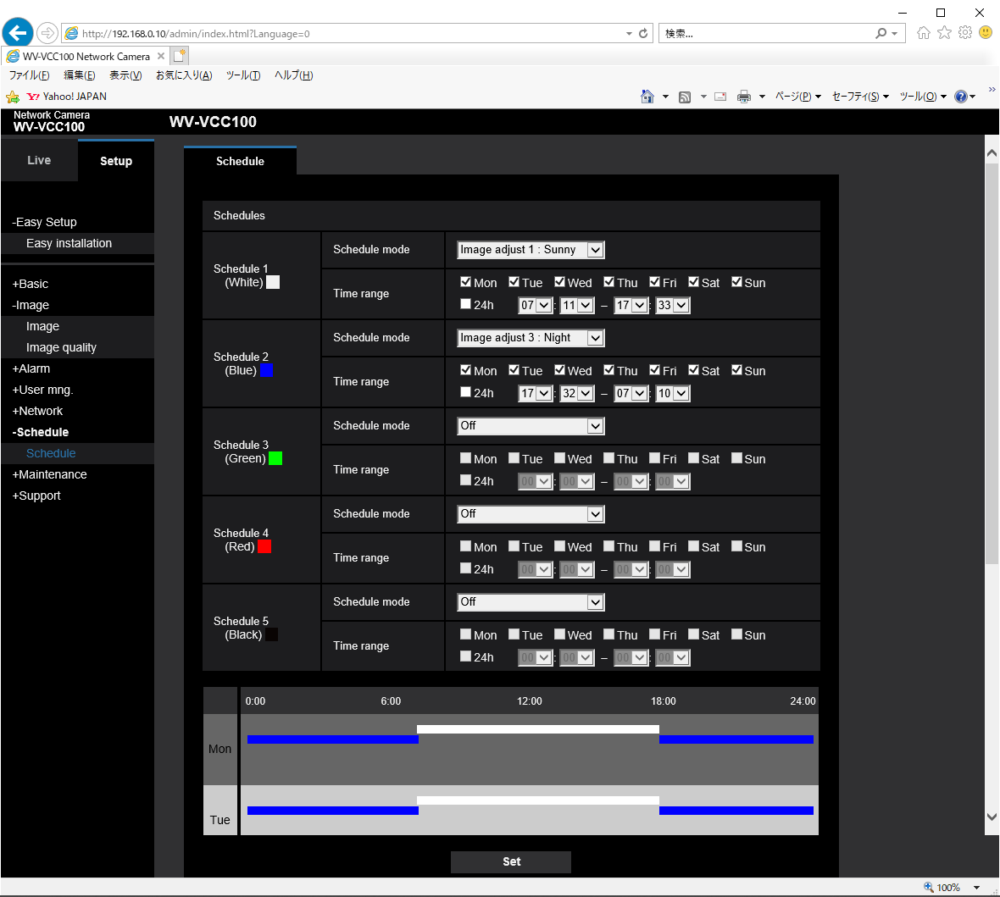 http://192.168.0.10/admin/index.html?Language=0
検索...
WV-VCC100 Network Camera
ファイル(F) 編集(E) 表示(V) お気に入り(A) ツール(T) ヘルプ(H)
Yahoo! JAPAN
ページ(P) セーフティ(S) ツール(O)
Network Camera
WV-VCC100
WV-VCC100
Live
Setup
-Easy Setup
Easy installation
+Basic
-Image
Image
Image quality
+Alarm
+User mng.
+Network
-Schedule
Schedule
+Maintenance
+Support
Schedule
Schedules
Schedule 1
(White)
Schedule mode
Image adjust 1 : Sunny
Time range
Mon Tue Wed Thu Fri Sat Sun
24h 07 : 11 – 17 : 33
Schedule 2
(Blue)
Schedule mode
Image adjust 3 : Night
Time range
Mon Tue Wed Thu Fri Sat Sun
24h 17 : 32 – 07 : 10
Schedule 3
(Green)
Schedule mode
Off
Time range
Mon Tue Wed Thu Fri Sat Sun
24h 00 : 00 – 00 : 00
Schedule 4
(Red)
Schedule mode
Off
Time range
Mon Tue Wed Thu Fri Sat Sun
24h 00 : 00 – 00 : 00
Schedule 5
(Black)
Schedule mode
Off
Time range
Mon Tue Wed Thu Fri Sat Sun
24h 00 : 00 – 00 : 00
0:00 6:00 12:00 18:00 24:00
Mon
Tue
Set
100%